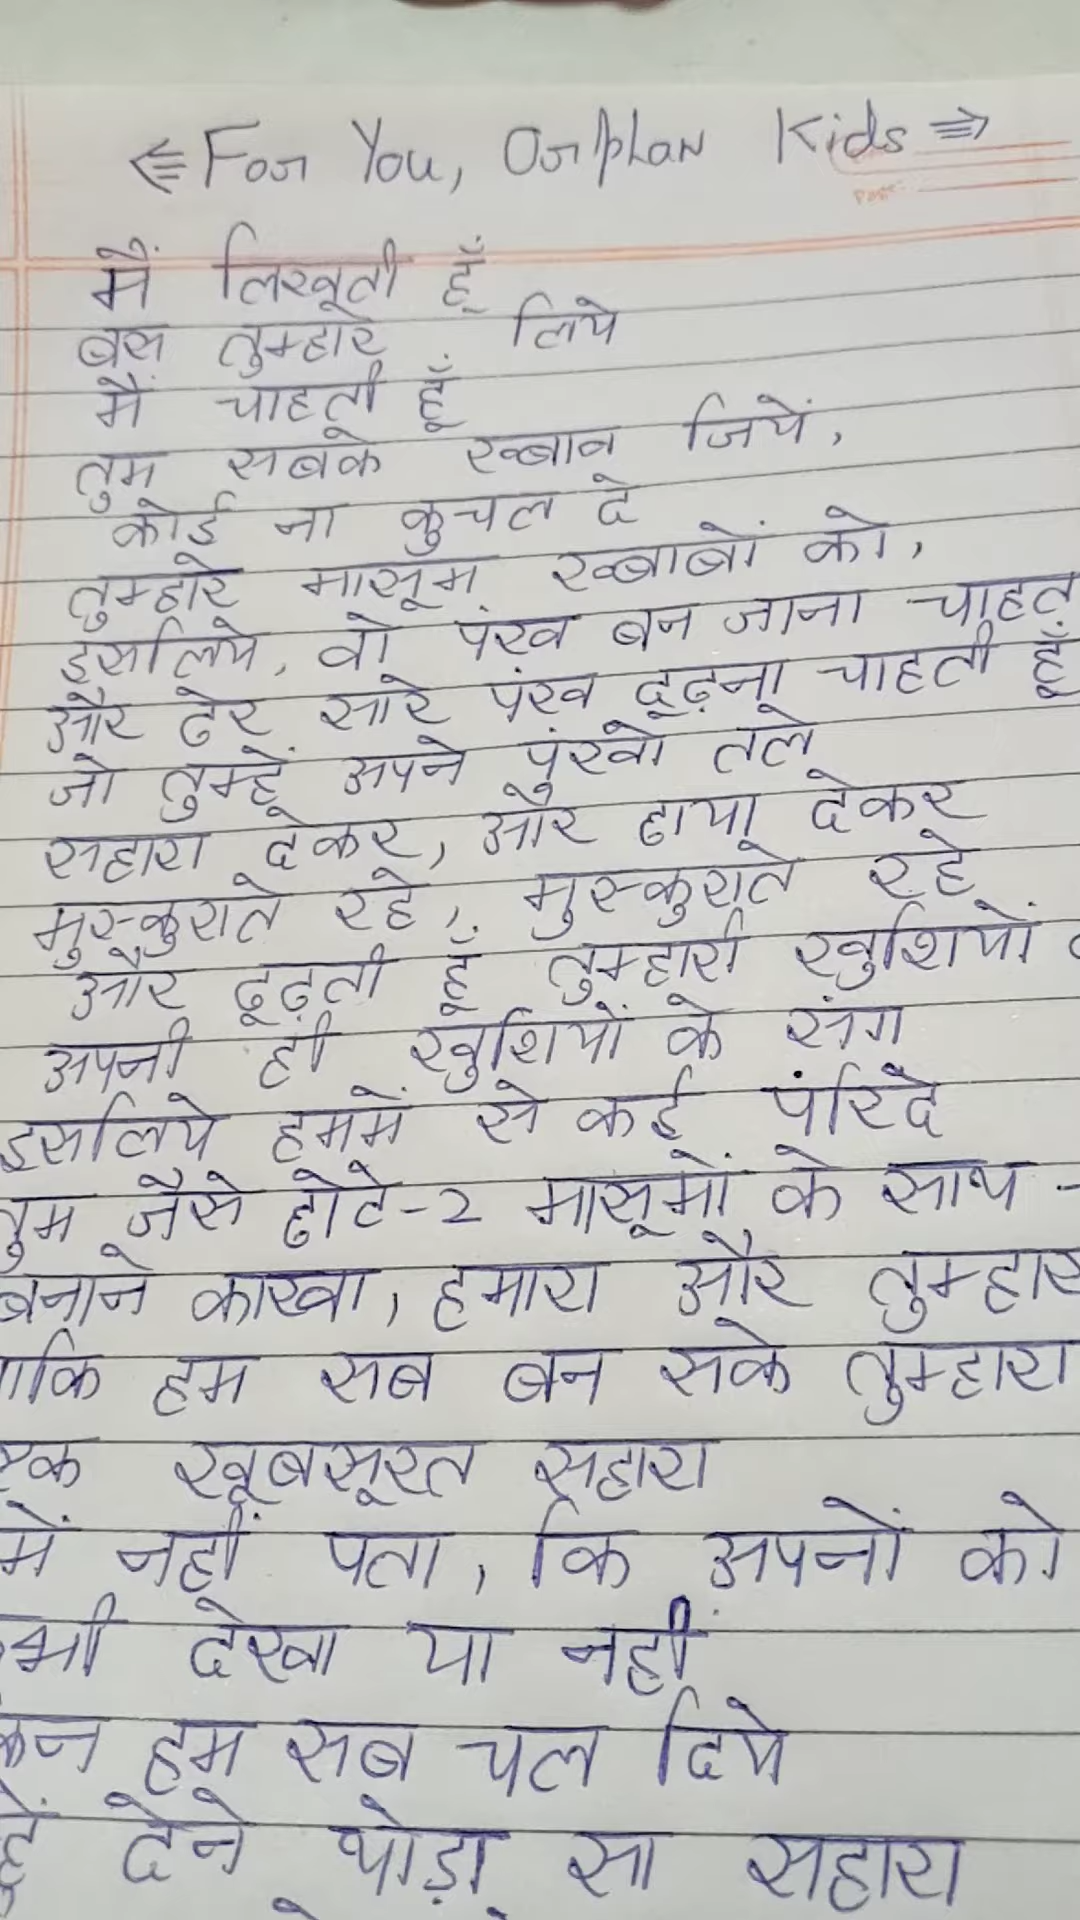 ⇚ For You, Orphan Kids ⇛
मैं लिखती हूँ
बस तुम्हारे लिये
मैं चाहती हूँ
तुम सबके ख्बाव जियें,
कोई ना कुचल दे
तुम्हारे मासूम ख्बाबों को,
इसलिये, वो पंख बन जाना चाहत
और ढेर सारे पंख ढूढ़ना चाहती हूँ
जो तुम्हें अपने पंखो तले
सहारा देकर, और छाया देकर
मुस्कुराते रहे, मुस्कुराते रहे
और ढूढ़ती हूँ तुम्हारी खुशियों
अपनी ही खुशियों के संग
इसलिये हममें से कई परिंदे
तुम जैसे छोटे-2 मासूमों के साथ -
बनाने कारवा, हमारा और तुम्हार
ाकि हम सब बन सके तुम्हारा
एक खूबसूरत सहारा
में नहीं पता, कि अपनों को
भी देखा या नहीं
कन हम सब चल दिये
हें देने थोड़ा सा सहारा